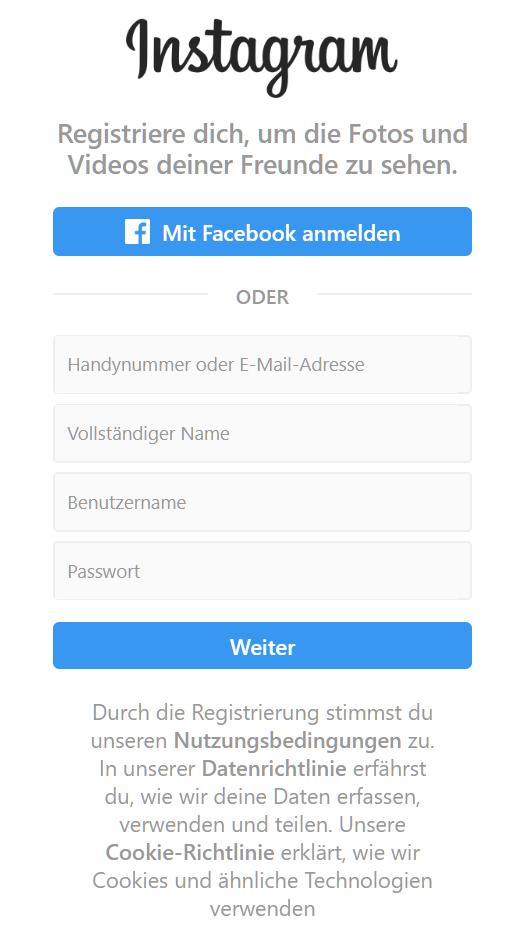 Instagram
Registriere dich, um die Fotos und
Videos deiner Freunde zu sehen.
Mit Facebook anmelden
ODER
Handynummer oder E-Mail-Adresse
Vollständiger Name
Benutzername
Passwort
Weiter
Durch die Registrierung stimmst du
unseren Nutzungsbedingungen zu.
In unserer Datenrichtlinie erfährst
du, wie wir deine Daten erfassen,
verwenden und teilen. Unsere
Cookie-Richtlinie erklärt, wie wir
Cookies und ähnliche Technologien
verwenden